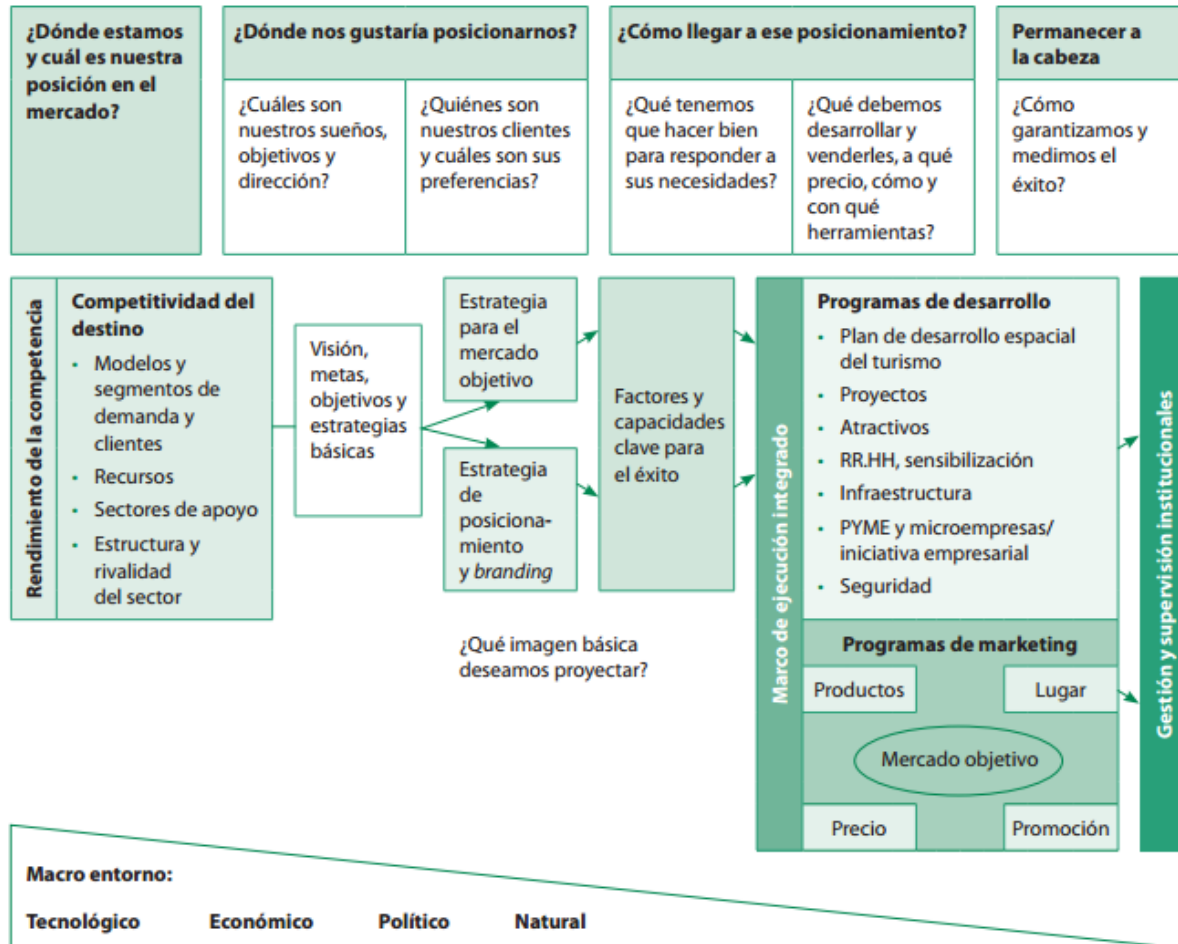 ¿Dónde estamos
y cuál es nuestra
posición en el
mercado?
¿Dónde nos gustaría posicionarnos?
¿Cuáles son
nuestros sueños,
objetivos y
dirección?
¿Quiénes son
nuestros clientes
y cuáles son sus
preferencias?
¿Cómo llegar a ese posicionamiento?
¿Qué tenemos
que hacer bien
para responder a
sus necesidades?
¿Qué debemos
desarrollar y
venderles, a qué
precio, cómo y
con qué
herramientas?
Permanecer a
la cabeza
¿Cómo
garantizamos y
medimos el
éxito?
Rendimiento de la competencia
Competitividad del
destino
• Modelos y
segmentos de
demanda y
clientes
• Recursos
• Sectores de apoyo
• Estructura y
rivalidad
del sector
Visión,
metas,
objetivos y
estrategias
básicas
Estrategia
para el
mercado
objetivo
Estrategia
de
posiciona-
miento
y branding
¿Qué imagen básica
deseamos proyectar?
Factores y
capacidades
clave para
el éxito
Marco de ejecución integrado
Programas de desarrollo
• Plan de desarrollo espacial
del turismo
• Proyectos
• Atractivos
• RR.HH, sensibilización
• Infraestructura
• PYME y microempresas/
iniciativa empresarial
• Seguridad
Programas de marketing
Productos
Lugar
Mercado objetivo
Precio
Promoción
Gestión y supervisión institucionales
Macro entorno:
Tecnológico Económico Político Natural